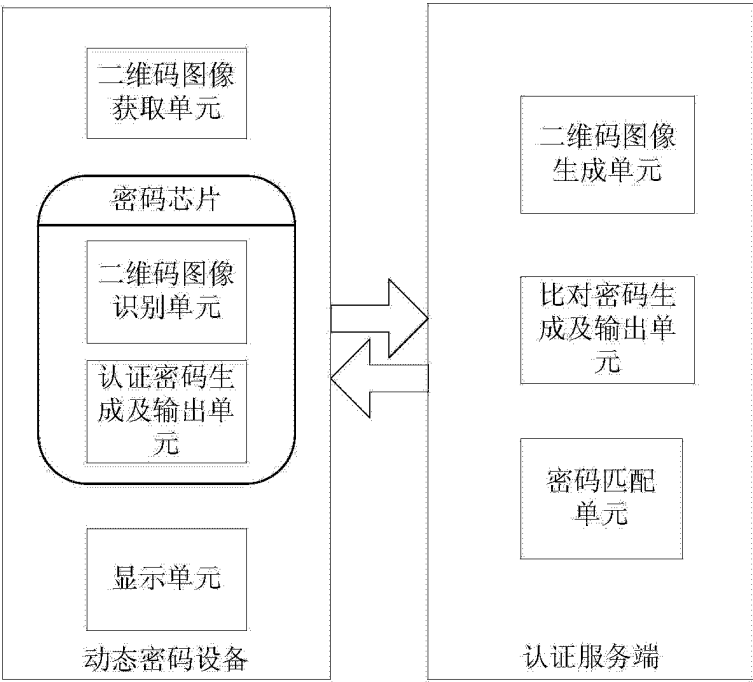 二维码图像
获取单元
密码芯片
二维码图像
识别单元
认证密码生
成及输出单
元
显示单元
动态密码设备
二维码图像
生成单元
比对密码生
成及输出单
元
密码匹配
单元
认证服务端